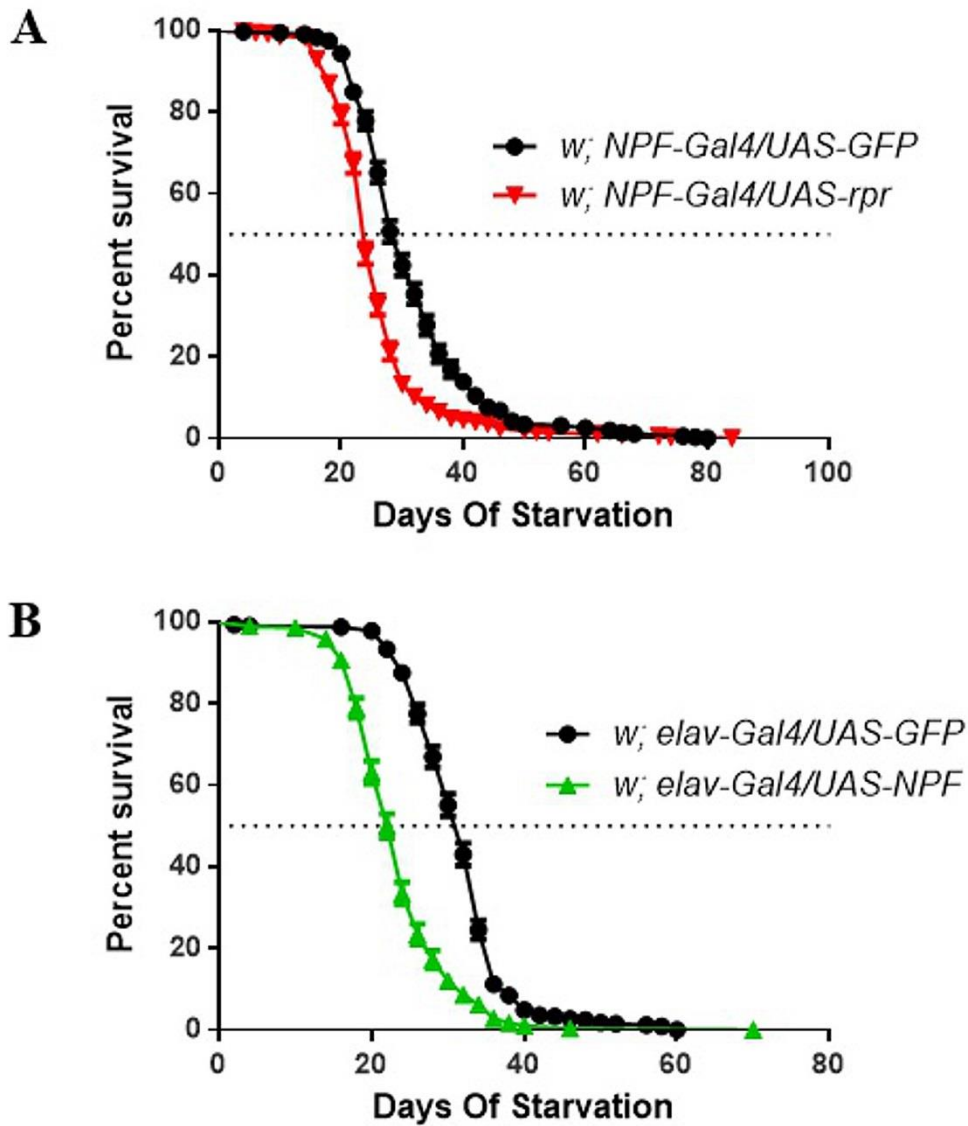 A
Percent survival
100
80
60
40
20
0
w; NPF-Gal4/UAS-GFP
w; NPF-Gal4/UAS-rpr
0 20 40 60 80 100
Days Of Starvation
B
Percent survival
100
80
60
40
20
0
w; elav-Gal4/UAS-GFP
w; elav-Gal4/UAS-NPF
0 20 40 60 80
Days Of Starvation